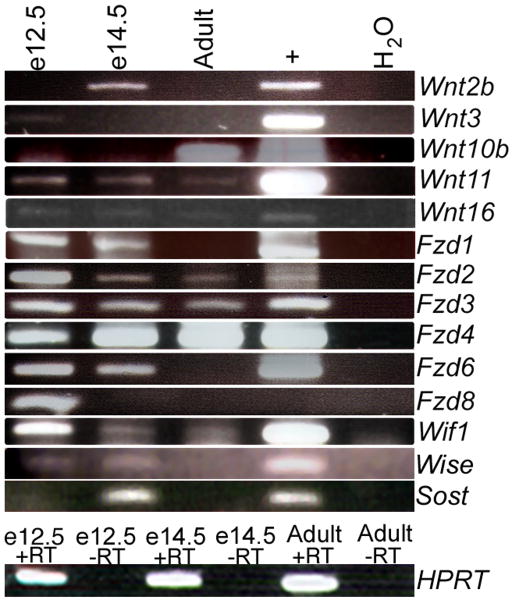 e12.5 e14.5 Adult + H₂O
Wnt2b
Wnt3
Wnt10b
Wnt11
Wnt16
Fzd1
Fzd2
Fzd3
Fzd4
Fzd6
Fzd8
Wif1
Wise
Sost
e12.5 e12.5 e14.5 e14.5 Adult Adult
+RT -RT +RT -RT +RT -RT
HPRT